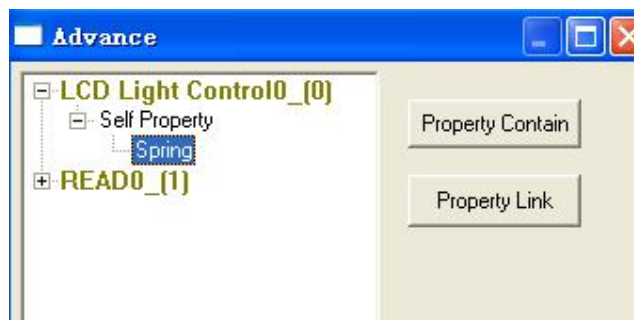 Advance
LCD Light Control0_(0)
Self Property
Spring
READ0_(1)
Property Contain
Property Link